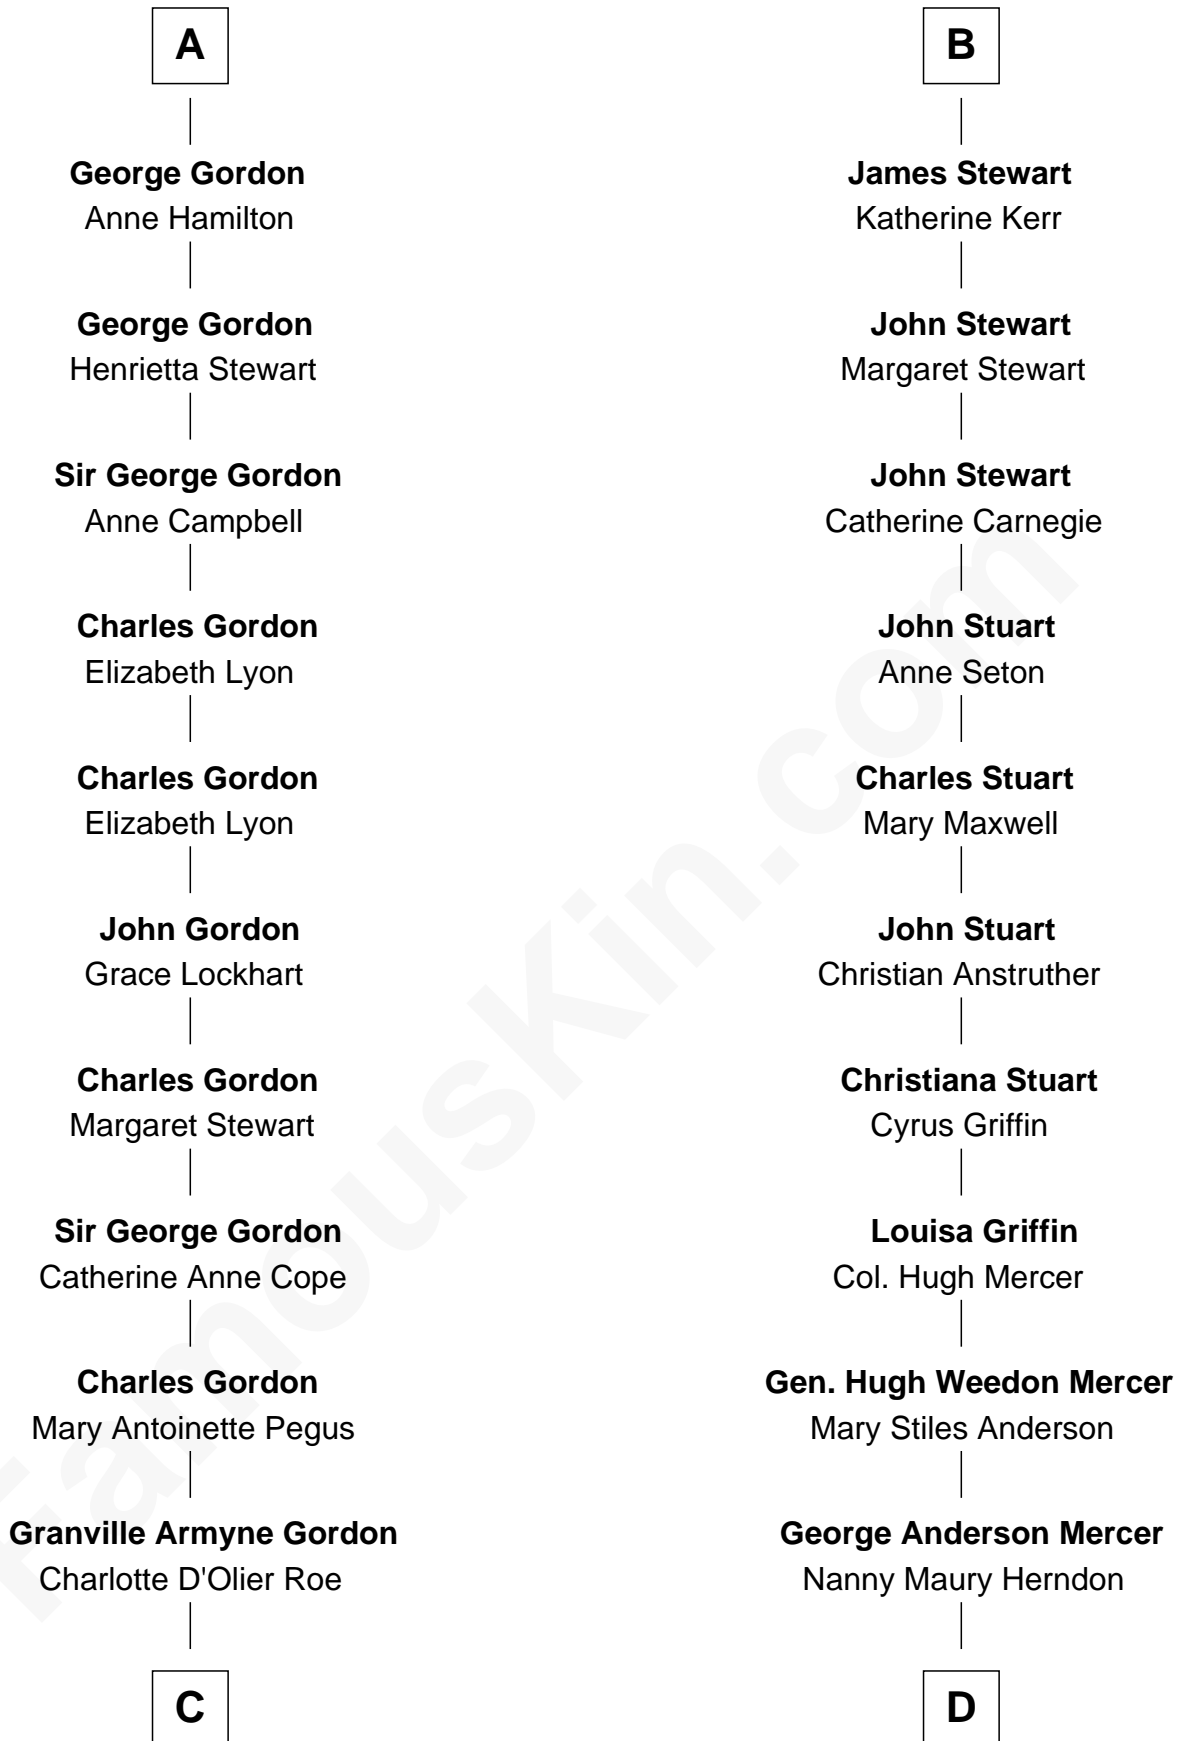 A
George Gordon
Anne Hamilton
George Gordon
Henrietta Stewart
Sir George Gordon
Anne Campbell
Charles Gordon
Elizabeth Lyon
Charles Gordon
Elizabeth Lyon
John Gordon
Grace Lockhart
Charles Gordon
Margaret Stewart
Sir George Gordon
Catherine Anne Cope
Charles Gordon
Mary Antoinette Pegus
Granville Armyne Gordon
Charlotte D'Olier Roe
C
B
James Stewart
Katherine Kerr
John Stewart
Margaret Stewart
John Stewart
Catherine Carnegie
John Stuart
Anne Seton
Charles Stuart
Mary Maxwell
John Stuart
Christian Anstruther
Christiana Stuart
Cyrus Griffin
Louisa Griffin
Col. Hugh Mercer
Gen. Hugh Weedon Mercer
Mary Stiles Anderson
George Anderson Mercer
Nanny Maury Herndon
D
FamousKin.com